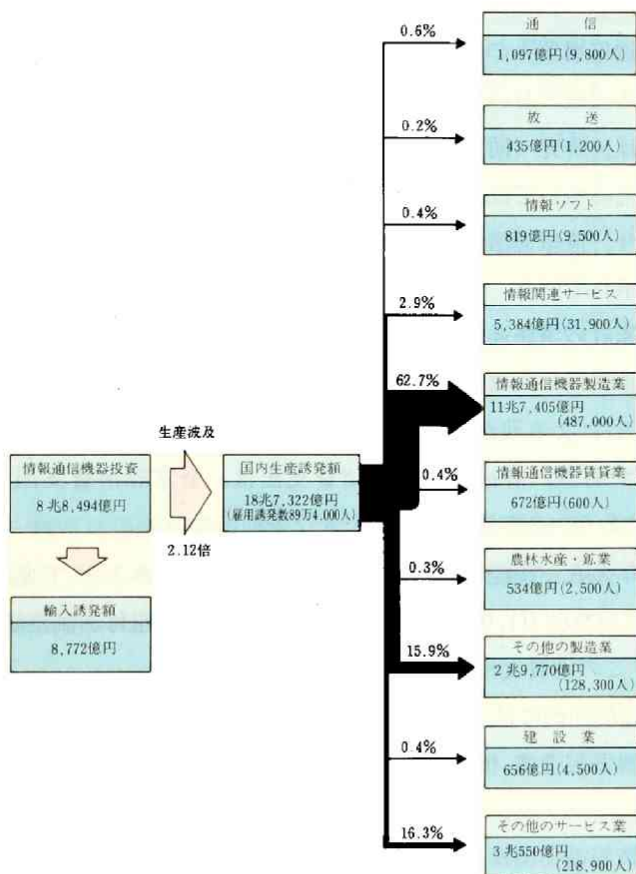 0.6%
通 信
1,097億円(9,800人)
0.2%
放 送
435億円(1,200人)
0.4%
情報ソフト
819億円(9,500人)
2.9%
情報関連サービス
5,384億円(31,900人)
62.7%
情報通信機器製造業
11兆7,405億円
(487,000人)
生産波及
情報通信機器投資
8兆8,494億円
2.12倍
国内生産誘発額
18兆7,322億円
(雇用誘発数89万4,000人)
0.4%
情報通信機器賃貸業
672億円(600人)
0.3%
農林水産・鉱業
534億円(2,500人)
輸入誘発額
8,772億円
15.9%
その他の製造業
2兆9,770億円
(128,300人)
0.4%
建 設 業
656億円(4,500人)
16.3%
その他のサービス業
3兆550億円
(218,900人)